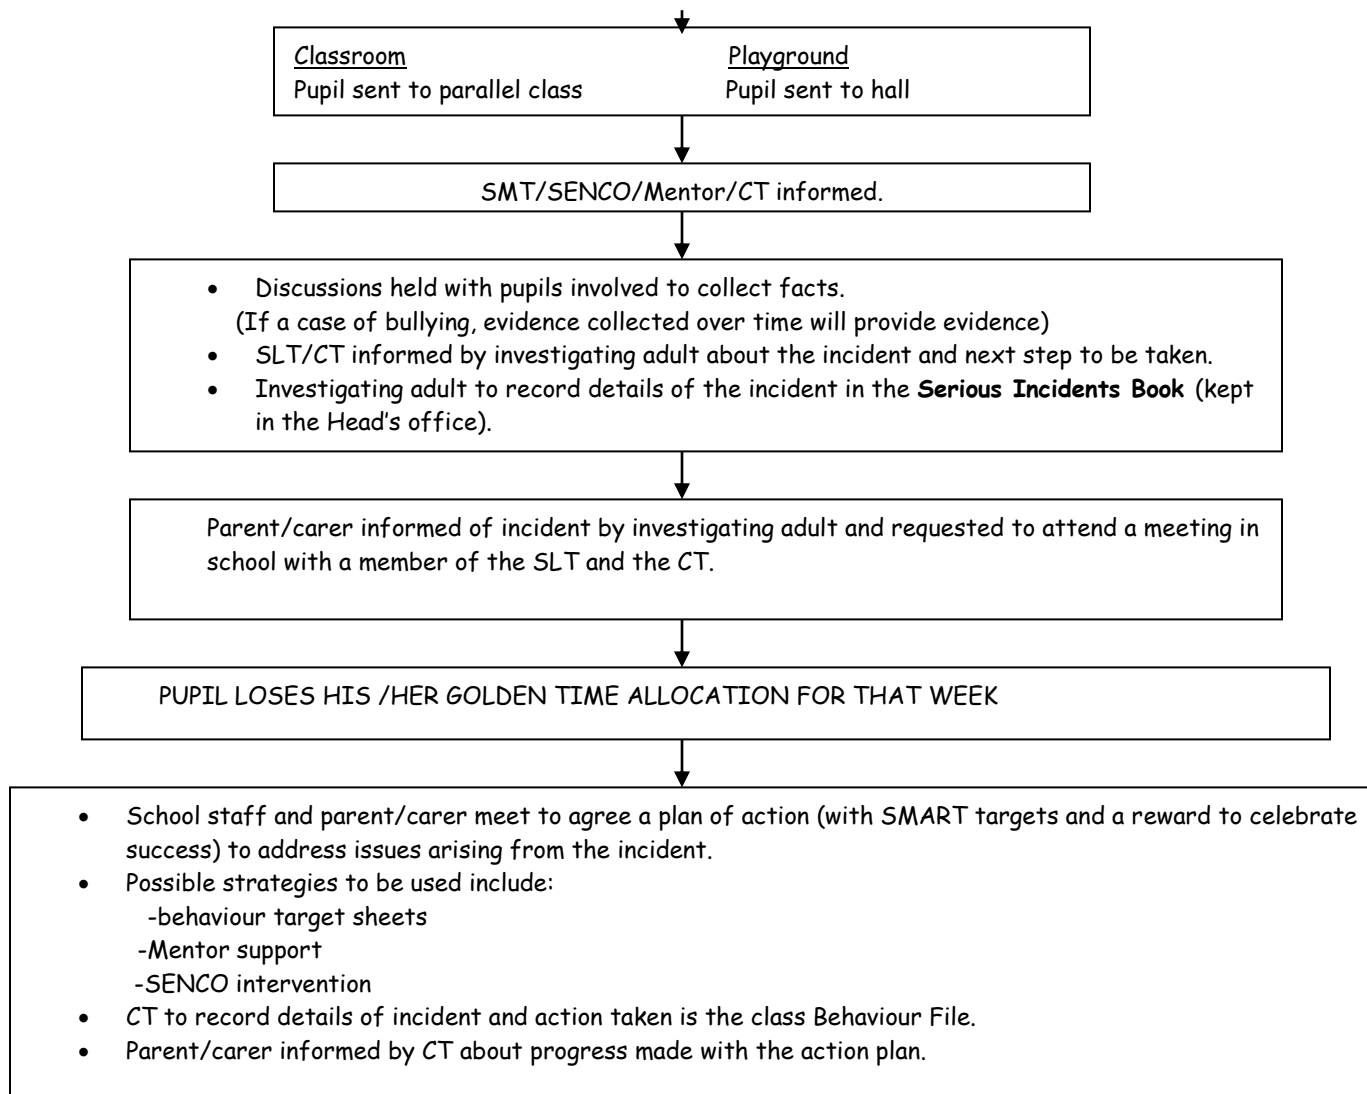 Classroom Playground
Pupil sent to parallel class Pupil sent to hall
SMT/SENCO/Mentor/CT informed.
• Discussions held with pupils involved to collect facts.
(If a case of bullying, evidence collected over time will provide evidence)
• SLT/CT informed by investigating adult about the incident and next step to be taken.
• Investigating adult to record details of the incident in the Serious Incidents Book (kept
in the Head's office).
Parent/carer informed of incident by investigating adult and requested to attend a meeting in
school with a member of the SLT and the CT.
PUPIL LOSES HIS /HER GOLDEN TIME ALLOCATION FOR THAT WEEK
• School staff and parent/carer meet to agree a plan of action (with SMART targets and a reward to celebrate
success) to address issues arising from the incident.
• Possible strategies to be used include:
-behaviour target sheets
-Mentor support
-SENCO intervention
• CT to record details of incident and action taken is the class Behaviour File.
• Parent/carer informed by CT about progress made with the action plan.